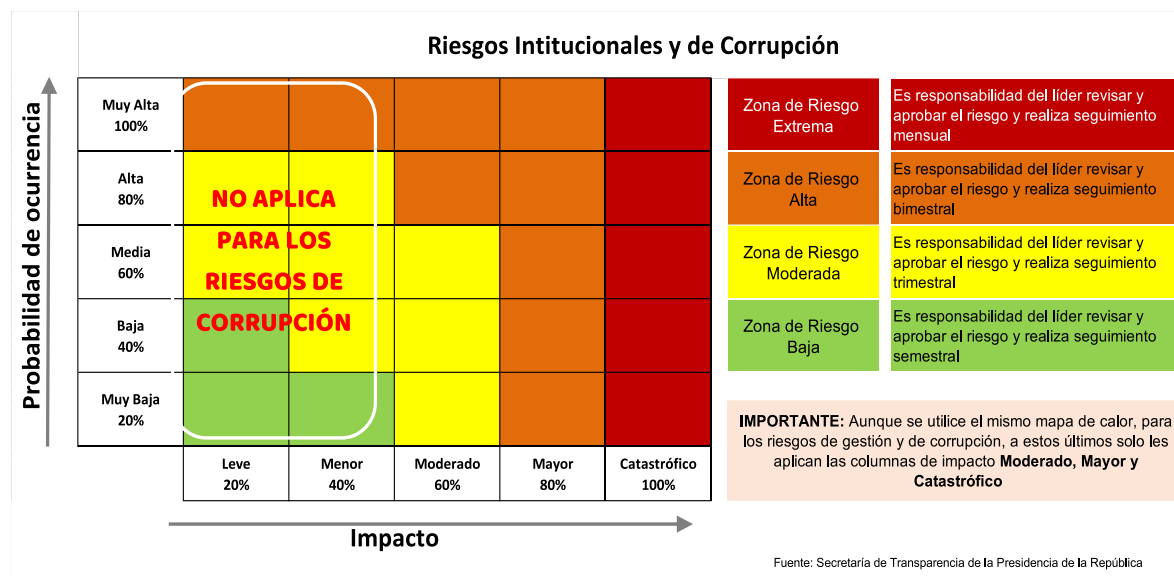 Riesgos Intitucionales y de Corrupción
Probabilidad de ocurrencia
Muy Alta
100%
Alta
80%
Media
60%
Baja
40%
Muy Baja
20%
NO APLICA
PARA LOS
RIESGOS DE
CORRUPCIÓN
Leve
20%
Menor
40%
Moderado
60%
Mayor
80%
Catastrófico
100%
Impacto
Zona de Riesgo
Extrema
Es responsabilidad del líder revisar y
aprobar el riesgo y realiza seguimiento
mensual
Zona de Riesgo
Alta
Es responsabilidad del líder revisar y
aprobar el riesgo y realiza seguimiento
bimestral
Zona de Riesgo
Moderada
Es responsabilidad del líder revisar y
aprobar el riesgo y realiza seguimiento
trimestral
Zona de Riesgo
Baja
Es responsabilidad del líder revisar y
aprobar el riesgo y realiza seguimiento
semestral
IMPORTANTE: Aunque se utilice el mismo mapa de calor, para
los riesgos de gestión y de corrupción, a estos últimos solo les
aplican las columnas de impacto Moderado, Mayor y
Catastrófico
Fuente: Secretaría de Transparencia de la Presidencia de la República